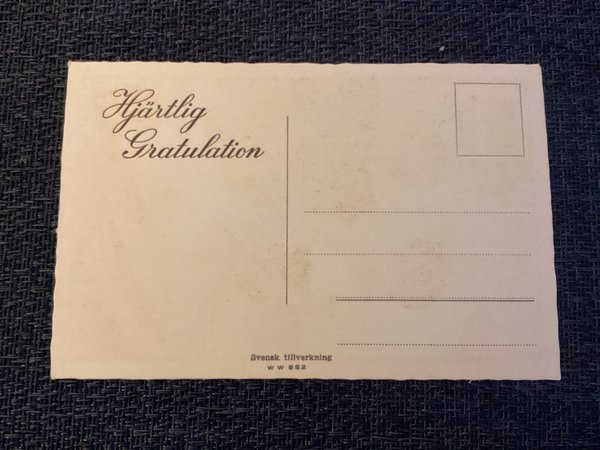 Hjärtlig
Gratulation
Svensk tillverkning
W W 862